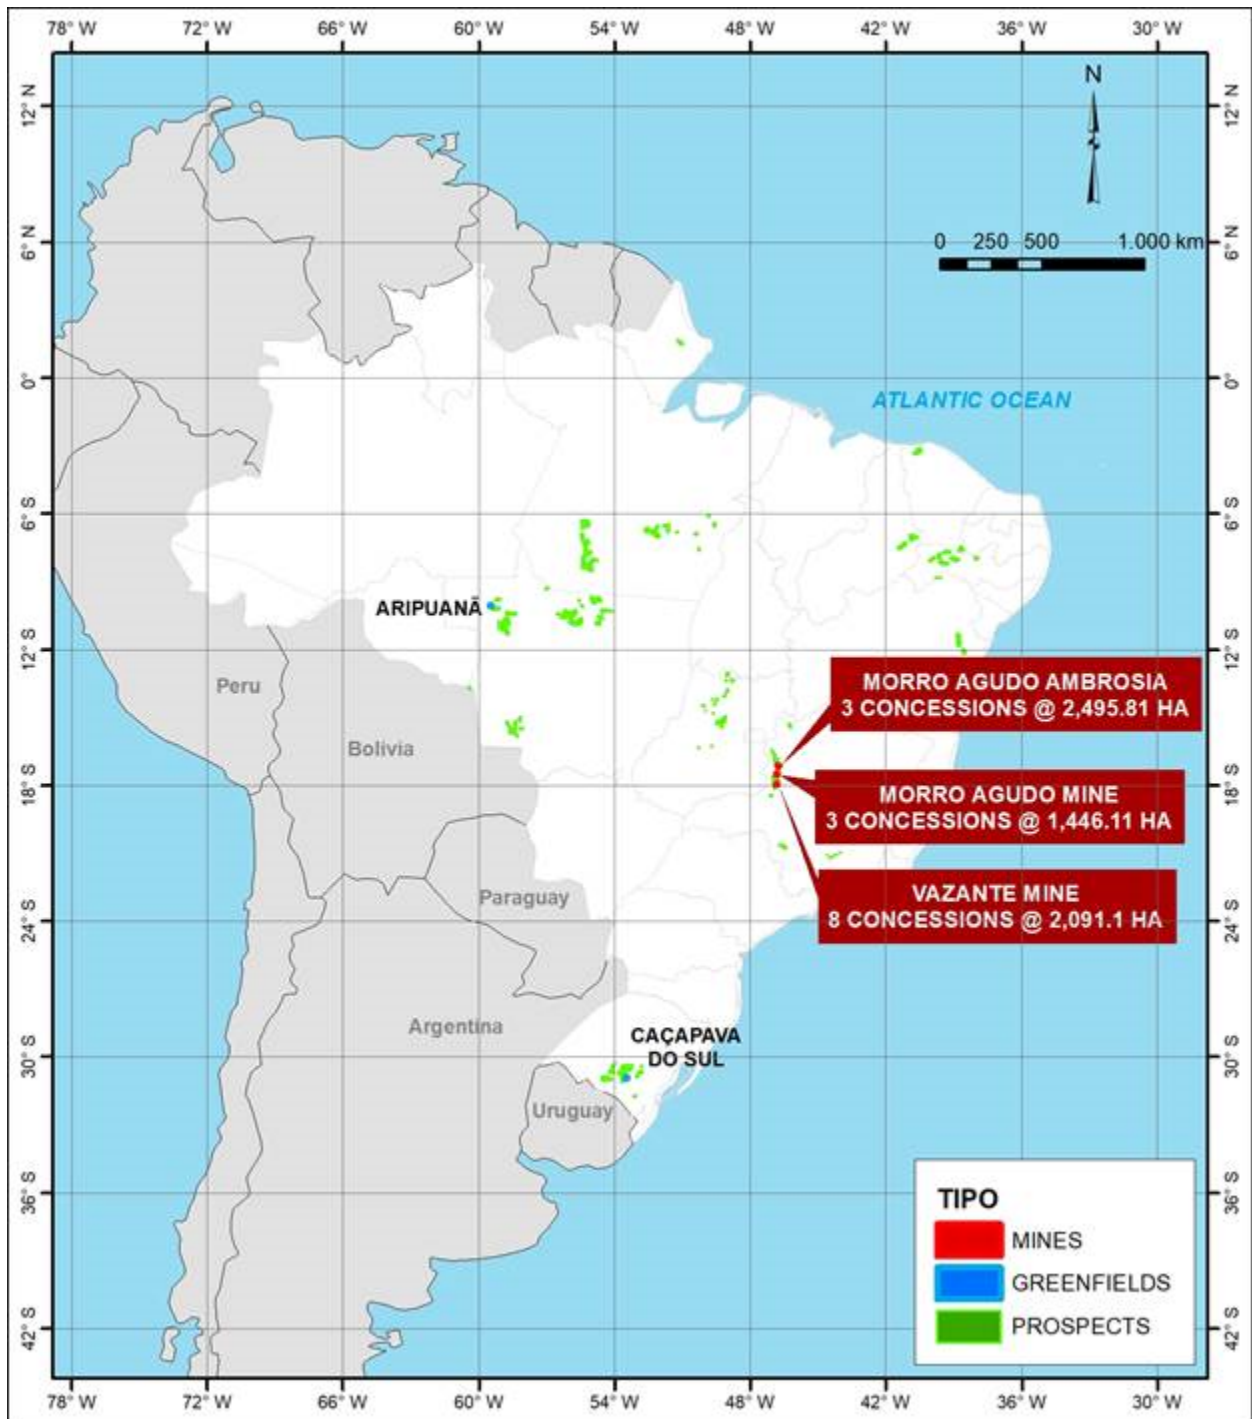 78° W 72° W 66° W 60° W 54° W 48° W 42° W 36° W 30° W
N
12° N 12° N
6° N 6° N
0 250 500 1.000 km
0° 0°
ATLANTIC OCEAN
6° S 6° S
ARIPUANÃ
12° S 12° S
Peru
MORRO AGUDO AMBROSIA
3 CONCESSIONS @ 2,495.81 HA
Bolívia
18° S 18° S
MORRO AGUDO MINE
3 CONCESSIONS @ 1,446.11 HA
Paraguay
VAZANTE MINE
8 CONCESSIONS @ 2,091.1 HA
24° S 24° S
Argentina
CAÇAPAVA
DO SUL
30° S 30° S
Uruguay
36° S 36° S
TIPO
MINES
GREENFIELDS
PROSPECTS
42° S 42° S
78° W 72° W 66° W 60° W 54° W 48° W 42° W 36° W 30° W